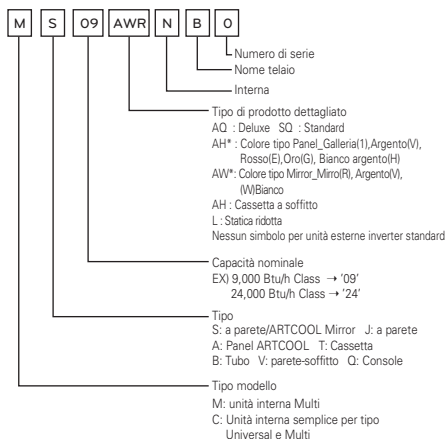 M S 09 AWR N B 0
Numero di serie
Nome telaio
Interna
Tipo di prodotto dettagliato
AQ : Deluxe SQ : Standard
AH* : Colore tipo Panel_Galleria(1),Argento(V),
Rosso(E),Oro(G), Bianco argento(H)
AW*: Colore tipo Mirror_Mirro(R), Argento(V),
(W)Bianco
AH : Cassetta a soffitto
L : Statica ridotta
Nessun simbolo per unità esterne inverter standard
Capacità nominale
EX) 9,000 Btu/h Class → '09'
24,000 Btu/h Class → '24'
Tipo
S: a parete/ARTCOOL Mirror J: a parete
A: Panel ARTCOOL T: Cassetta
B: Tubo V: parete-soffitto Q: Console
Tipo modello
M: unità interna Multi
C: Unità interna semplice per tipo
Universal e Multi